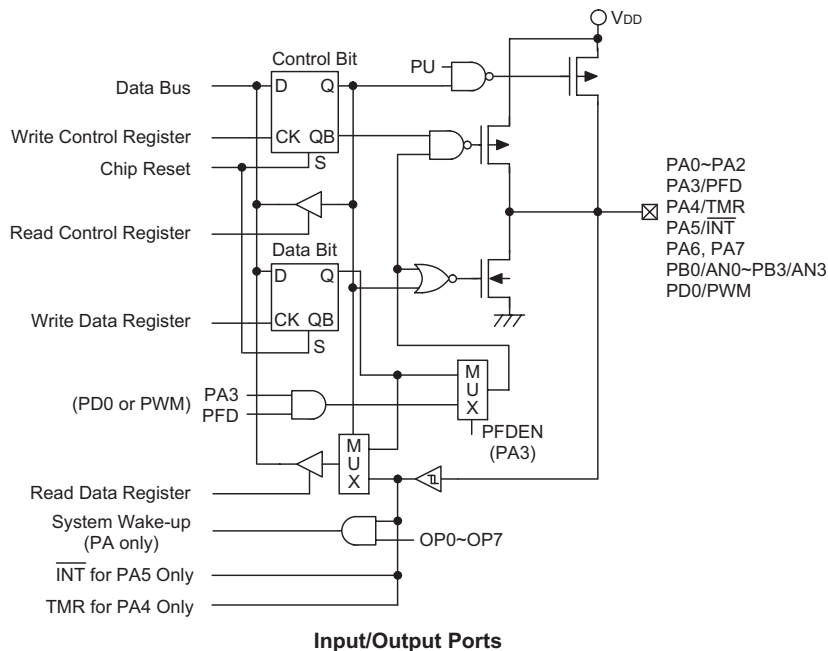 VDD
Control Bit
PU
Data Bus
D Q
Write Control Register
CK QB
Chip Reset
S
PA0~PA2
PA3/PFD
PA4/TMR
PA5/I̅N̅T̅
PA6, PA7
PB0/AN0~PB3/AN3
PD0/PWM
Read Control Register
Data Bit
D Q
Write Data Register
CK QB
S
MUX
(PD0 or PWM)
PA3
PFD
PFDEN
(PA3)
MUX
Read Data Register
System Wake-up
(PA only)
OP0~OP7
I̅N̅T̅ for PA5 Only
TMR for PA4 Only
Input/Output Ports